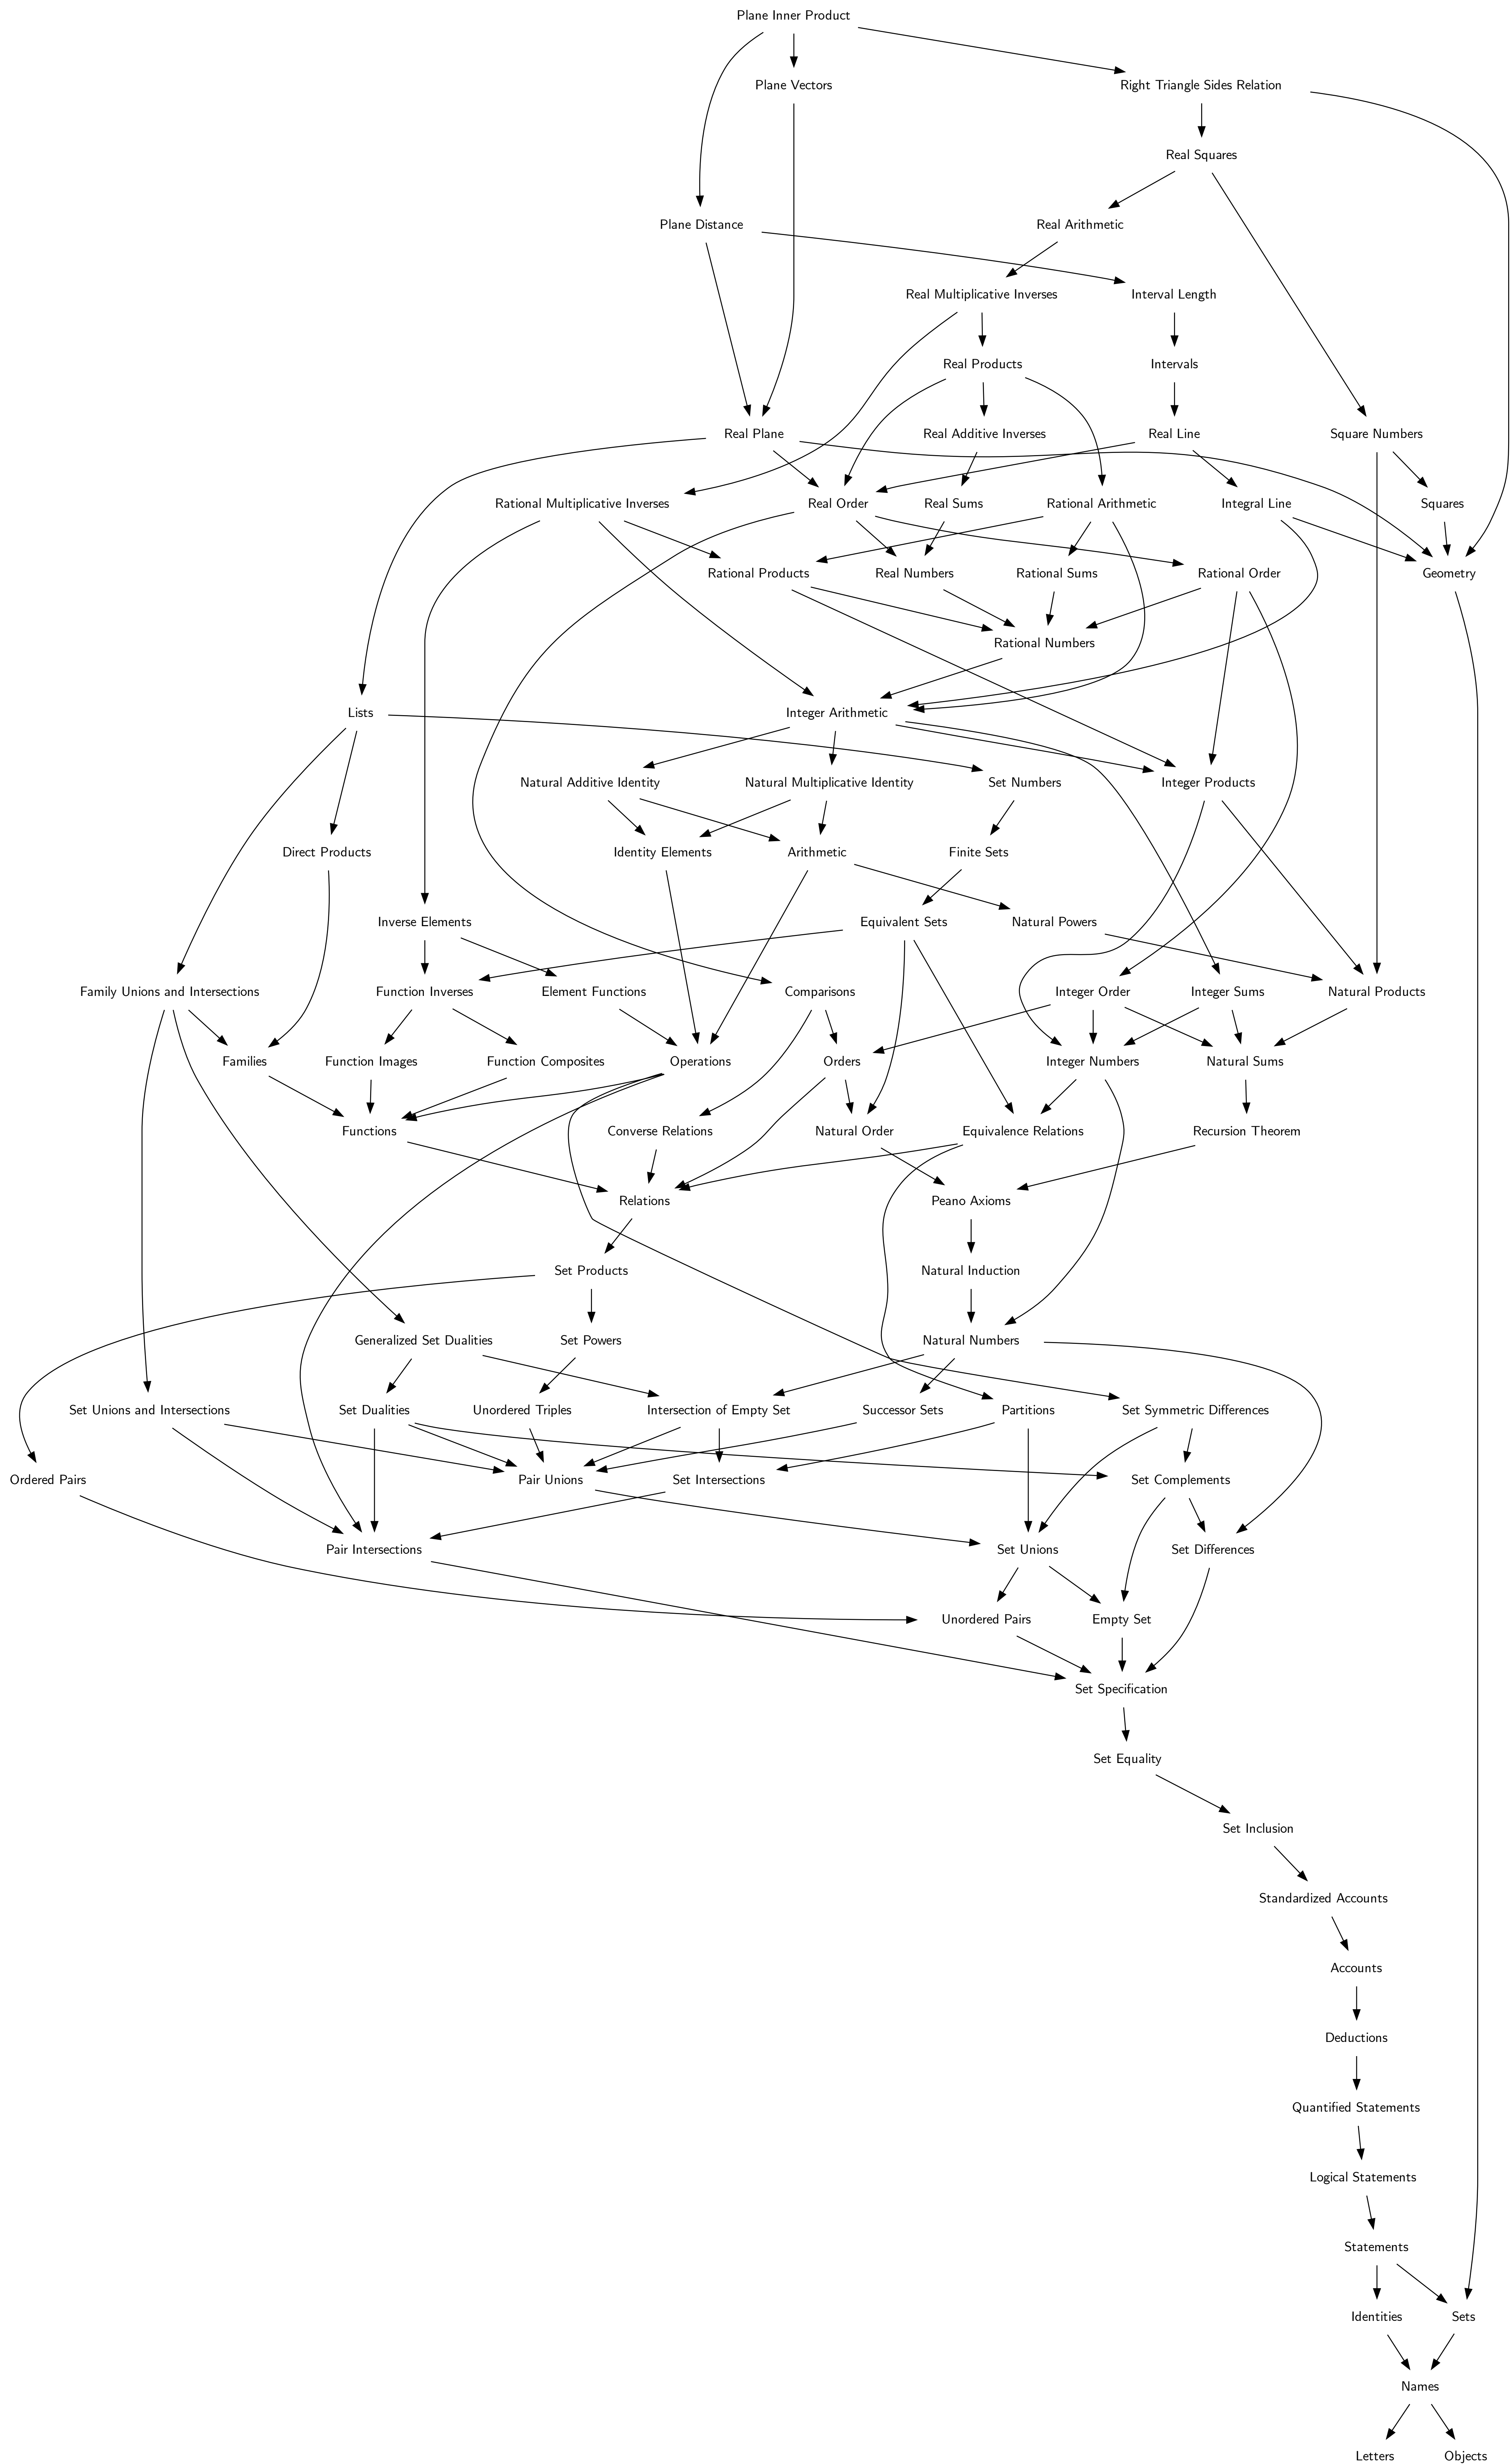 Plane Inner Product
Plane Vectors
Right Triangle Sides Relation
Real Squares
Plane Distance
Real Arithmetic
Real Multiplicative Inverses
Interval Length
Real Products
Intervals
Real Plane
Real Additive Inverses
Real Line
Square Numbers
Rational Multiplicative Inverses
Real Order
Real Sums
Rational Arithmetic
Integral Line
Squares
Rational Products
Real Numbers
Rational Sums
Rational Order
Geometry
Rational Numbers
Lists
Integer Arithmetic
Natural Additive Identity
Natural Multiplicative Identity
Set Numbers
Integer Products
Direct Products
Identity Elements
Arithmetic
Finite Sets
Inverse Elements
Equivalent Sets
Natural Powers
Family Unions and Intersections
Function Inverses
Element Functions
Comparisons
Integer Order
Integer Sums
Natural Products
Families
Function Images
Function Composites
Operations
Orders
Integer Numbers
Natural Sums
Functions
Converse Relations
Natural Order
Equivalence Relations
Recursion Theorem
Relations
Peano Axioms
Set Products
Natural Induction
Generalized Set Dualities
Set Powers
Natural Numbers
Set Unions and Intersections
Set Dualities
Unordered Triples
Intersection of Empty Set
Successor Sets
Partitions
Set Symmetric Differences
Ordered Pairs
Pair Unions
Set Intersections
Set Complements
Pair Intersections
Set Unions
Set Differences
Unordered Pairs
Empty Set
Set Specification
Set Equality
Set Inclusion
Standardized Accounts
Accounts
Deductions
Quantified Statements
Logical Statements
Statements
Identities
Sets
Names
Letters
Objects